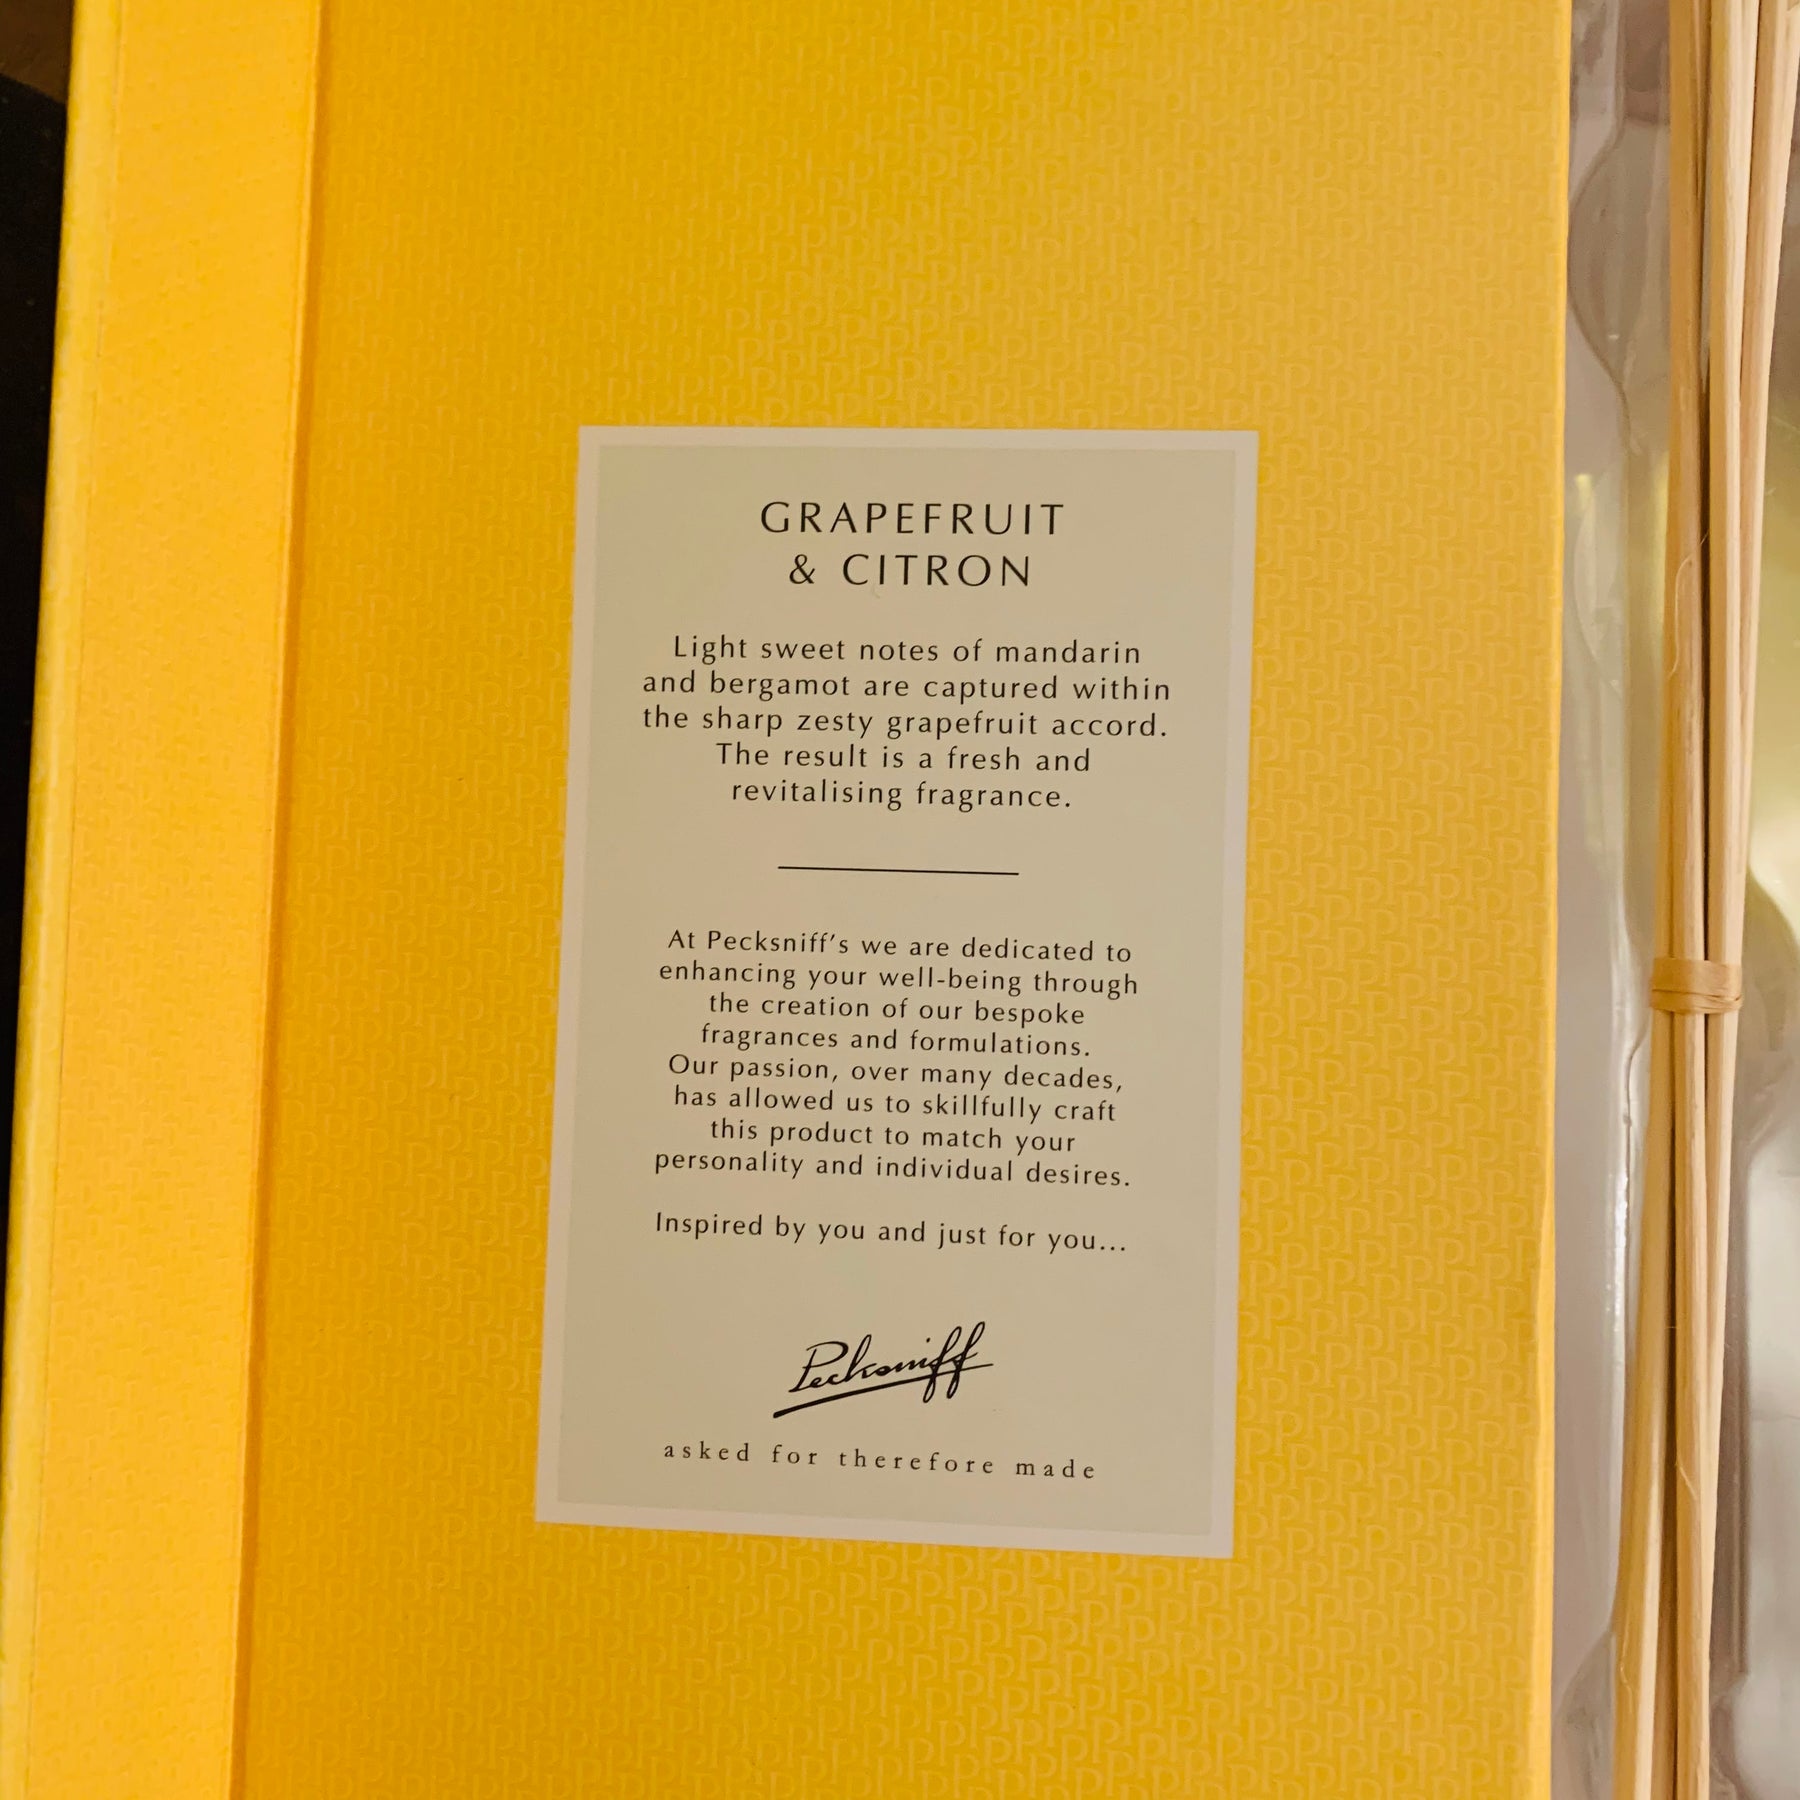 GRAPEFRUIT
& CITRON
Light sweet notes of mandarin
and bergamot are captured within
the sharp zesty grapefruit accord.
The result is a fresh and
revitalising fragrance.
At Pecksniff's we are dedicated to
enhancing your well-being through
the creation of our bespoke
fragrances and formulations.
Our passion, over many decades,
has allowed us to skillfully craft
this product to match your
personality and individual desires.
Inspired by you and just for you...
Pecksniff
asked for therefore made